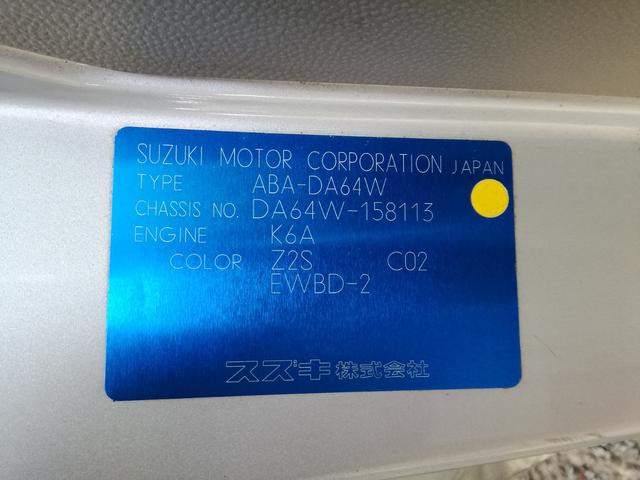 SUZUKI MOTOR CORPORATION JAPAN
TYPE ABA-DA64W
CHASSIS NO. DA64W-158113
ENGINE K6A
COLOR Z2S C02
EWBD-2
スズキ株式会社